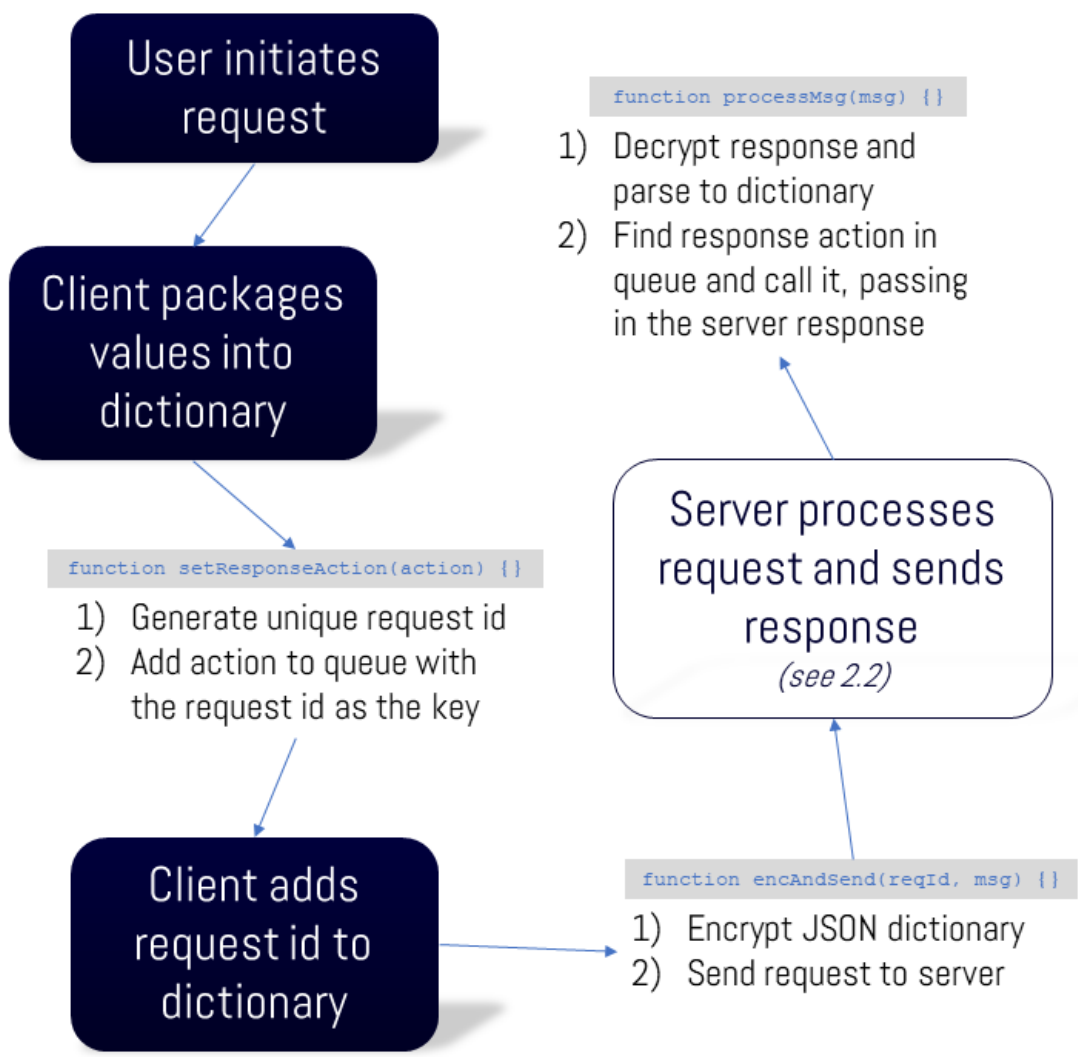 User initiates
request
Client packages
values into
dictionary
function setResponseAction(action) {}
1) Generate unique request id
2) Add action to queue with
the request id as the key
Client adds
request id to
dictionary
function encAndSend(reqId, msg) {}
1) Encrypt JSON dictionary
2) Send request to server
Server processes
request and sends
response
(see 2.2)
function processMsg(msg) {}
1) Decrypt response and
parse to dictionary
2) Find response action in
queue and call it, passing
in the server response